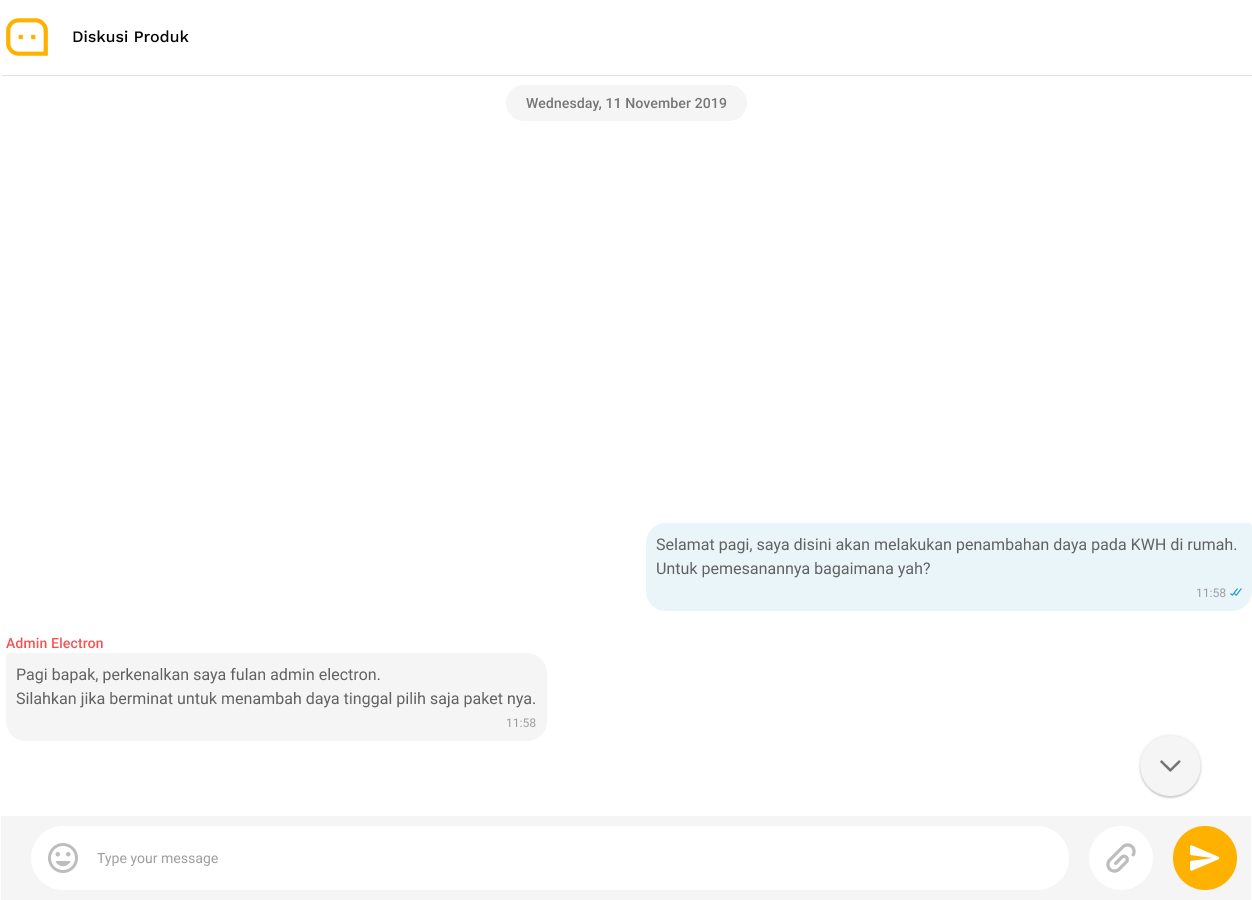 Diskusi Produk
Wednesday, 11 November 2019
Selamat pagi, saya disini akan melakukan penambahan daya pada KWH di rumah.
Untuk pemesanannya bagaimana yah?
11:58
Admin Electron
Pagi bapak, perkenalkan saya fulan admin electron.
Silahkan jika berminat untuk menambah daya tinggal pilih saja paket nya.
11:58
Type your message